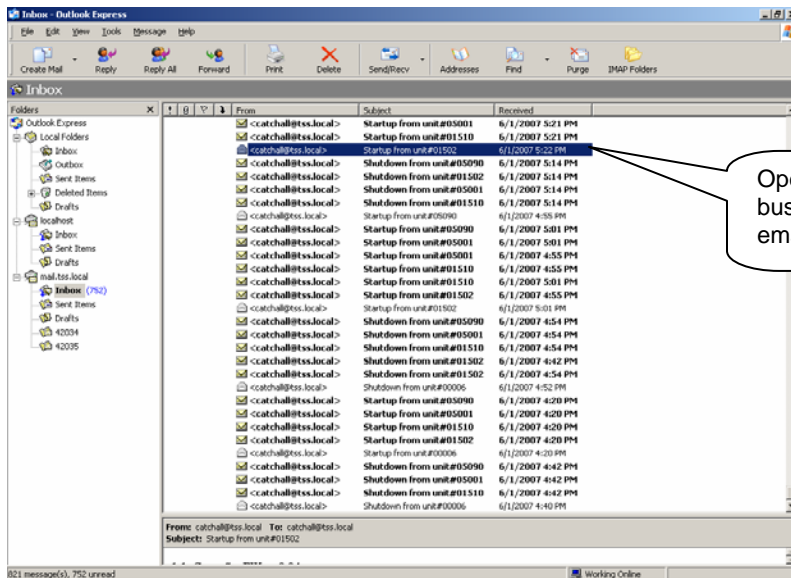 Inbox - Outlook Express
File Edit View Tools Message Help
Create Mail Reply Reply All Forward Print Delete Send/Recv Addresses Find Purge IMAP Folders
Inbox
Folders
Outlook Express
Local Folders
Inbox
Outbox
Sent Items
Deleted Items
Drafts
localhost
Inbox
Sent Items
Drafts
mail.tss.local
Inbox (752)
Sent Items
Drafts
42034
42035
From Subject Received
<catchall@tss.local> Startup from unit#05001 6/1/2007 5:21 PM
<catchall@tss.local> Startup from unit#01510 6/1/2007 5:21 PM
<catchall@tss.local> Startup from unit#01502 6/1/2007 5:22 PM
<catchall@tss.local> Shutdown from unit#05090 6/1/2007 5:14 PM
<catchall@tss.local> Shutdown from unit#01502 6/1/2007 5:14 PM
<catchall@tss.local> Shutdown from unit#05001 6/1/2007 5:14 PM
<catchall@tss.local> Shutdown from unit#01510 6/1/2007 5:14 PM
<catchall@tss.local> Startup from unit#05090 6/1/2007 4:55 PM
<catchall@tss.local> Startup from unit#05090 6/1/2007 5:01 PM
<catchall@tss.local> Startup from unit#05001 6/1/2007 5:01 PM
<catchall@tss.local> Startup from unit#05001 6/1/2007 4:55 PM
<catchall@tss.local> Startup from unit#01510 6/1/2007 4:55 PM
<catchall@tss.local> Startup from unit#01510 6/1/2007 5:01 PM
<catchall@tss.local> Startup from unit#01502 6/1/2007 4:55 PM
<catchall@tss.local> Startup from unit#01502 6/1/2007 5:01 PM
<catchall@tss.local> Shutdown from unit#05090 6/1/2007 4:54 PM
<catchall@tss.local> Shutdown from unit#05001 6/1/2007 4:54 PM
<catchall@tss.local> Shutdown from unit#01510 6/1/2007 4:54 PM
<catchall@tss.local> Shutdown from unit#01502 6/1/2007 4:42 PM
<catchall@tss.local> Shutdown from unit#01502 6/1/2007 4:54 PM
<catchall@tss.local> Shutdown from unit#00006 6/1/2007 4:52 PM
<catchall@tss.local> Startup from unit#05090 6/1/2007 4:20 PM
<catchall@tss.local> Startup from unit#05001 6/1/2007 4:20 PM
<catchall@tss.local> Startup from unit#01510 6/1/2007 4:20 PM
<catchall@tss.local> Startup from unit#01502 6/1/2007 4:20 PM
<catchall@tss.local> Startup from unit#00006 6/1/2007 4:20 PM
<catchall@tss.local> Shutdown from unit#05090 6/1/2007 4:42 PM
<catchall@tss.local> Shutdown from unit#05001 6/1/2007 4:42 PM
<catchall@tss.local> Shutdown from unit#01510 6/1/2007 4:42 PM
<catchall@tss.local> Shutdown from unit#00006 6/1/2007 4:40 PM
Ope
bus
em
From: catchall@tss.local To: catchall@tss.local
Subject: Startup from unit#01502
821 message(s), 752 unread
Working Online